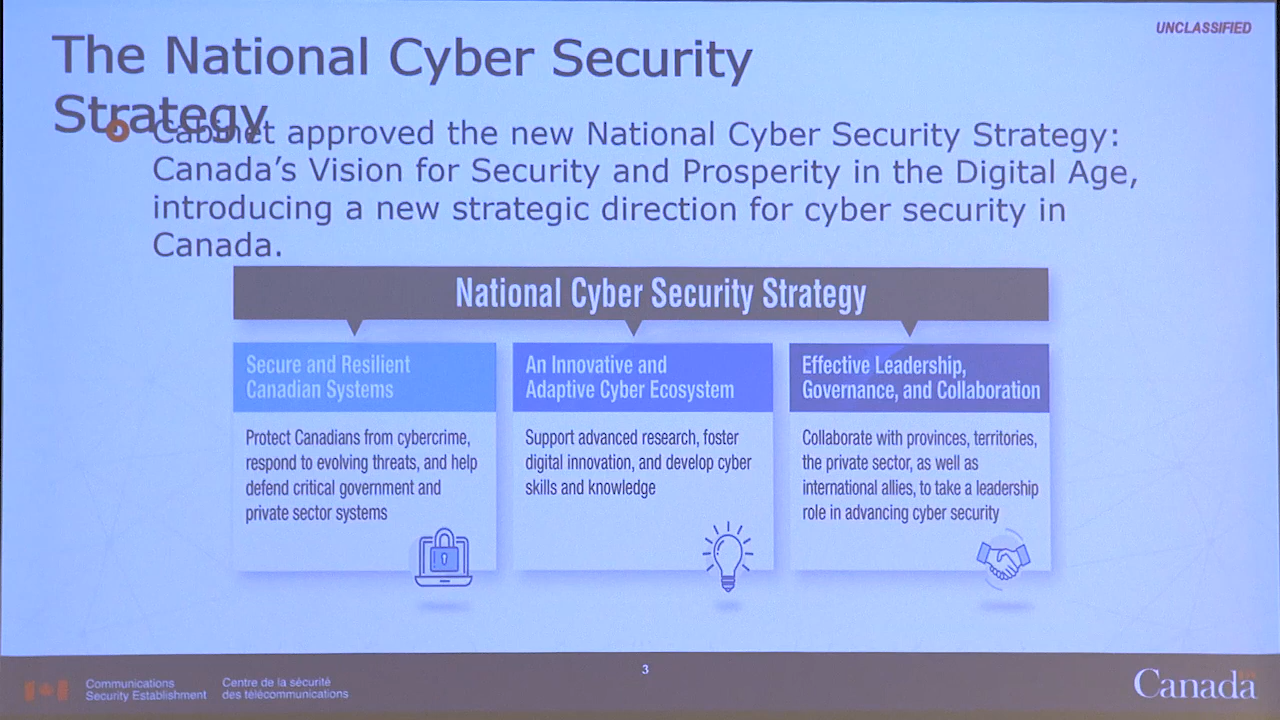 UNCLASSIFIED
The National Cyber Security
Strategy
Cabinet approved the new National Cyber Security Strategy:
Canada's Vision for Security and Prosperity in the Digital Age,
introducing a new strategic direction for cyber security in
Canada.
National Cyber Security Strategy
Secure and Resilient
Canadian Systems
Protect Canadians from cybercrime,
respond to evolving threats, and help
defend critical government and
private sector systems
An Innovative and
Adaptive Cyber Ecosystem
Support advanced research, foster
digital innovation, and develop cyber
skills and knowledge
Effective Leadership,
Governance, and Collaboration
Collaborate with provinces, territories,
the private sector, as well as
international allies, to take a leadership
role in advancing cyber security
Communications
Security Establishment
Centre de la sécurité
des télécommunications
3
Canada